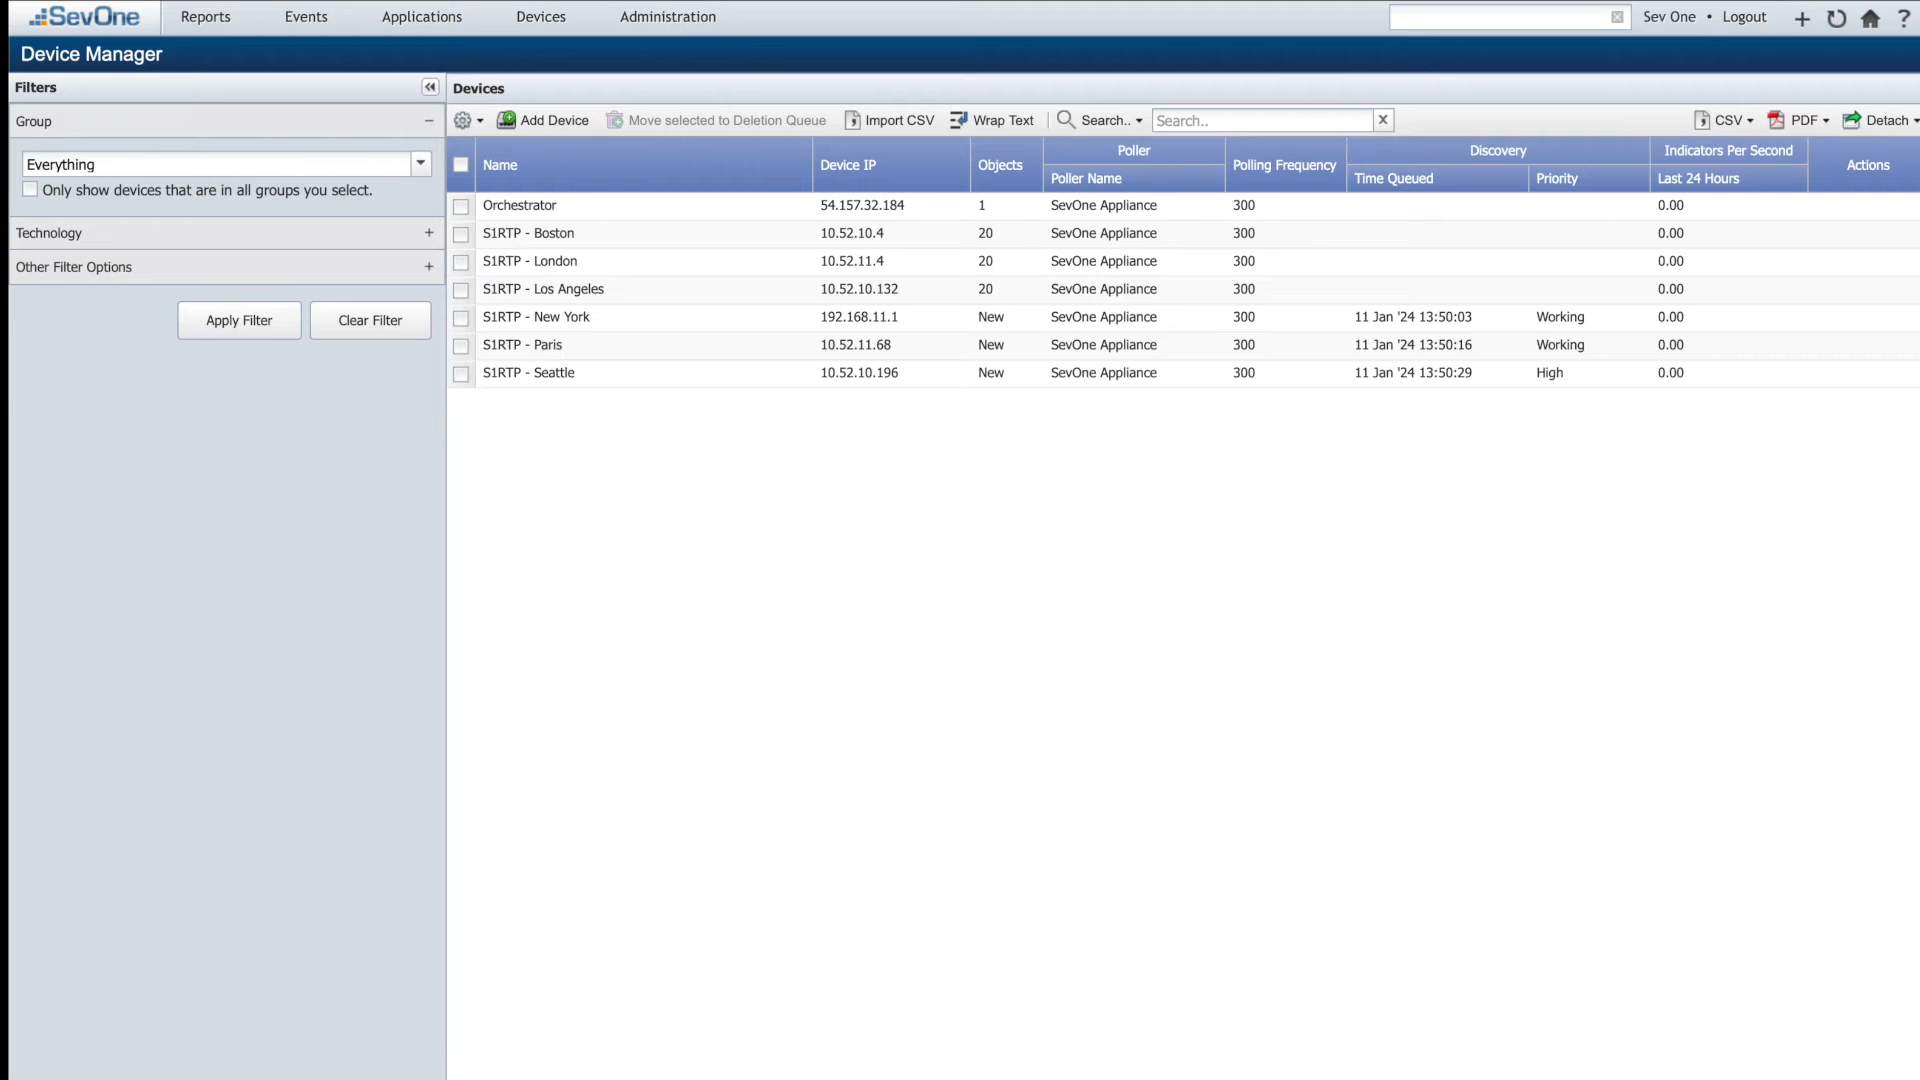 SevOne
Reports Events Applications Devices Administration
Sev One • Logout + ?
Device Manager
Filters
Group
Everything
Only show devices that are in all groups you select.
Technology
Other Filter Options
Apply Filter Clear Filter
Devices
Add Device Move selected to Deletion Queue Import CSV Wrap Text Search.. Search.. CSV PDF Detach
Name Device IP Objects Poller Polling Frequency Discovery Indicators Per Second Actions
Poller Name Time Queued Priority Last 24 Hours
Orchestrator 54.157.32.184 1 SevOne Appliance 300 0.00
S1RTP - Boston 10.52.10.4 20 SevOne Appliance 300 0.00
S1RTP - London 10.52.11.4 20 SevOne Appliance 300 0.00
S1RTP - Los Angeles 10.52.10.132 20 SevOne Appliance 300 0.00
S1RTP - New York 192.168.11.1 New SevOne Appliance 300 11 Jan '24 13:50:03 Working 0.00
S1RTP - Paris 10.52.11.68 New SevOne Appliance 300 11 Jan '24 13:50:16 Working 0.00
S1RTP - Seattle 10.52.10.196 New SevOne Appliance 300 11 Jan '24 13:50:29 High 0.00